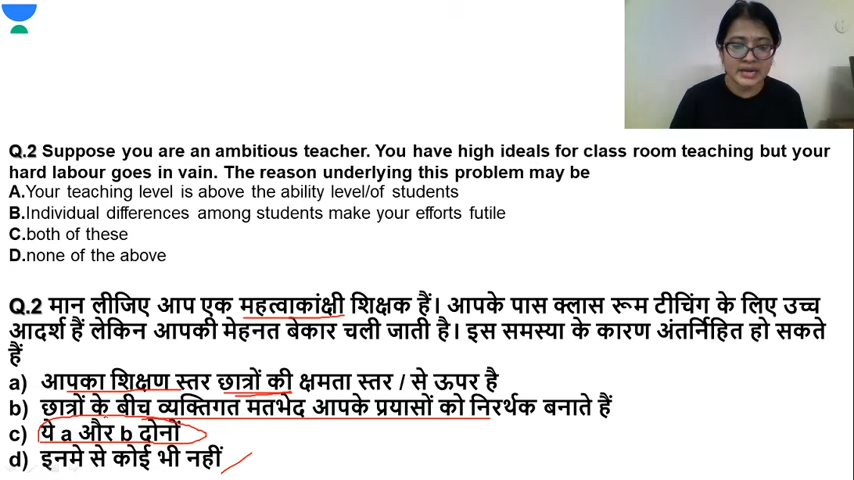 Q.2 Suppose you are an ambitious teacher. You have high ideals for class room teaching but your
hard labour goes in vain. The reason underlying this problem may be
A.Your teaching level is above the ability level/of students
B.Individual differences among students make your efforts futile
C.both of these
D.none of the above
Q.2 मान लीजिए आप एक महत्वाकांक्षी शिक्षक हैं। आपके पास क्लास रूम टीचिंग के लिए उच्च
आदर्श हैं लेकिन आपकी मेहनत बेकार चली जाती है। इस समस्या के कारण अंतर्निहित हो सकते
हैं
a) आपका शिक्षण स्तर छात्रों की क्षमता स्तर / से ऊपर है
b) छात्रों के बीच व्यक्तिगत मतभेद आपके प्रयासों को निरर्थक बनाते हैं
c) ये a और b दोनों
d) इनमे से कोई भी नहीं